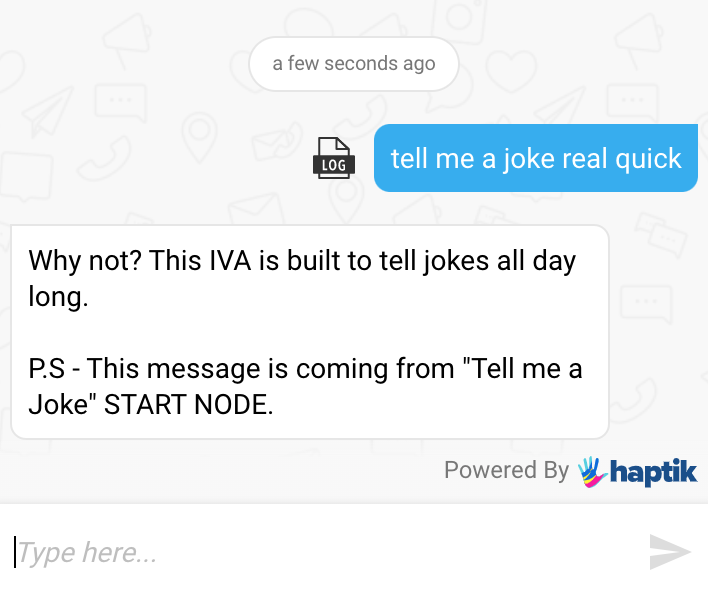 a few seconds ago
LOG
tell me a joke real quick
Why not? This IVA is built to tell jokes all day
long.
P.S - This message is coming from "Tell me a
Joke" START NODE.
Powered By haptik
Type here...